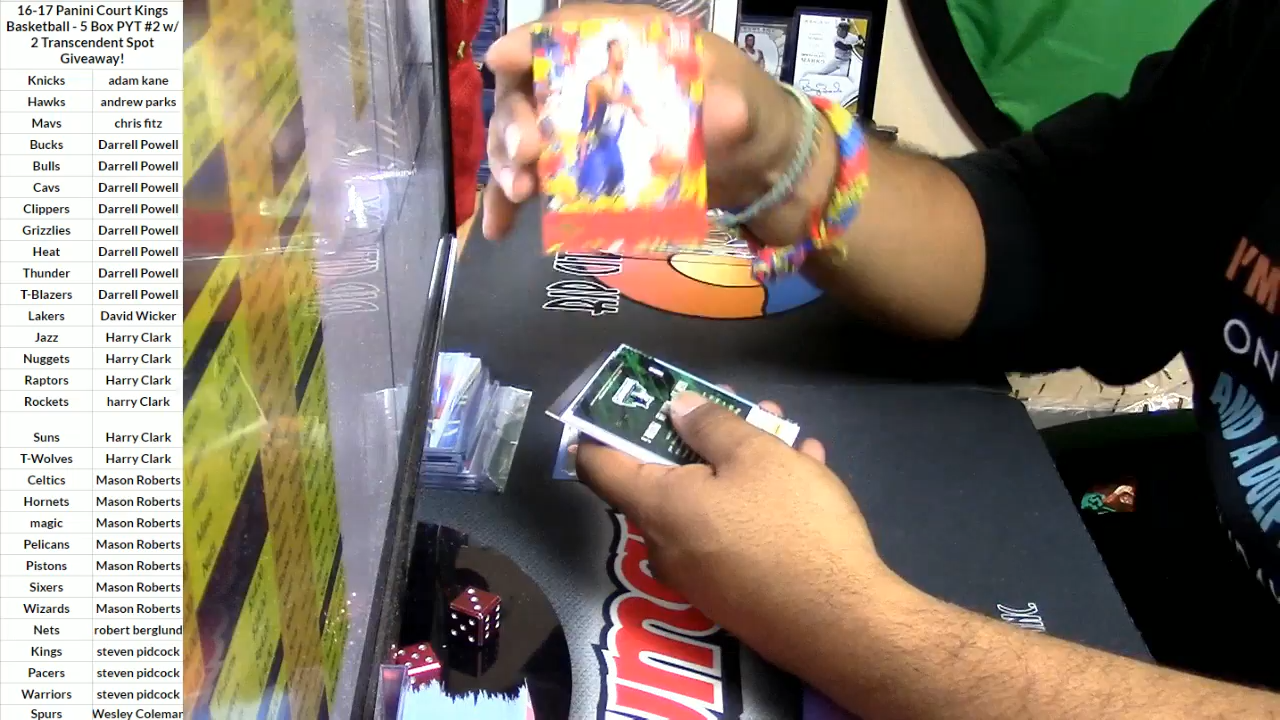 16-17 Panini Court Kings
Basketball - 5 Box PYT #2 w/
2 Transcendent Spot
Giveaway!
Knicks adam kane
Hawks andrew parks
Mavs chris fitz
Bucks Darrell Powell
Bulls Darrell Powell
Cavs Darrell Powell
Clippers Darrell Powell
Grizzlies Darrell Powell
Heat Darrell Powell
Thunder Darrell Powell
T-Blazers Darrell Powell
Lakers David Wicker
Jazz Harry Clark
Nuggets Harry Clark
Raptors Harry Clark
Rockets harry Clark
Suns Harry Clark
T-Wolves Harry Clark
Celtics Mason Roberts
Hornets Mason Roberts
magic Mason Roberts
Pelicans Mason Roberts
Pistons Mason Roberts
Sixers Mason Roberts
Wizards Mason Roberts
Nets robert berglund
Kings steven pidcock
Pacers steven pidcock
Warriors steven pidcock
Spurs Wesley Coleman
I'M
ON
AND A